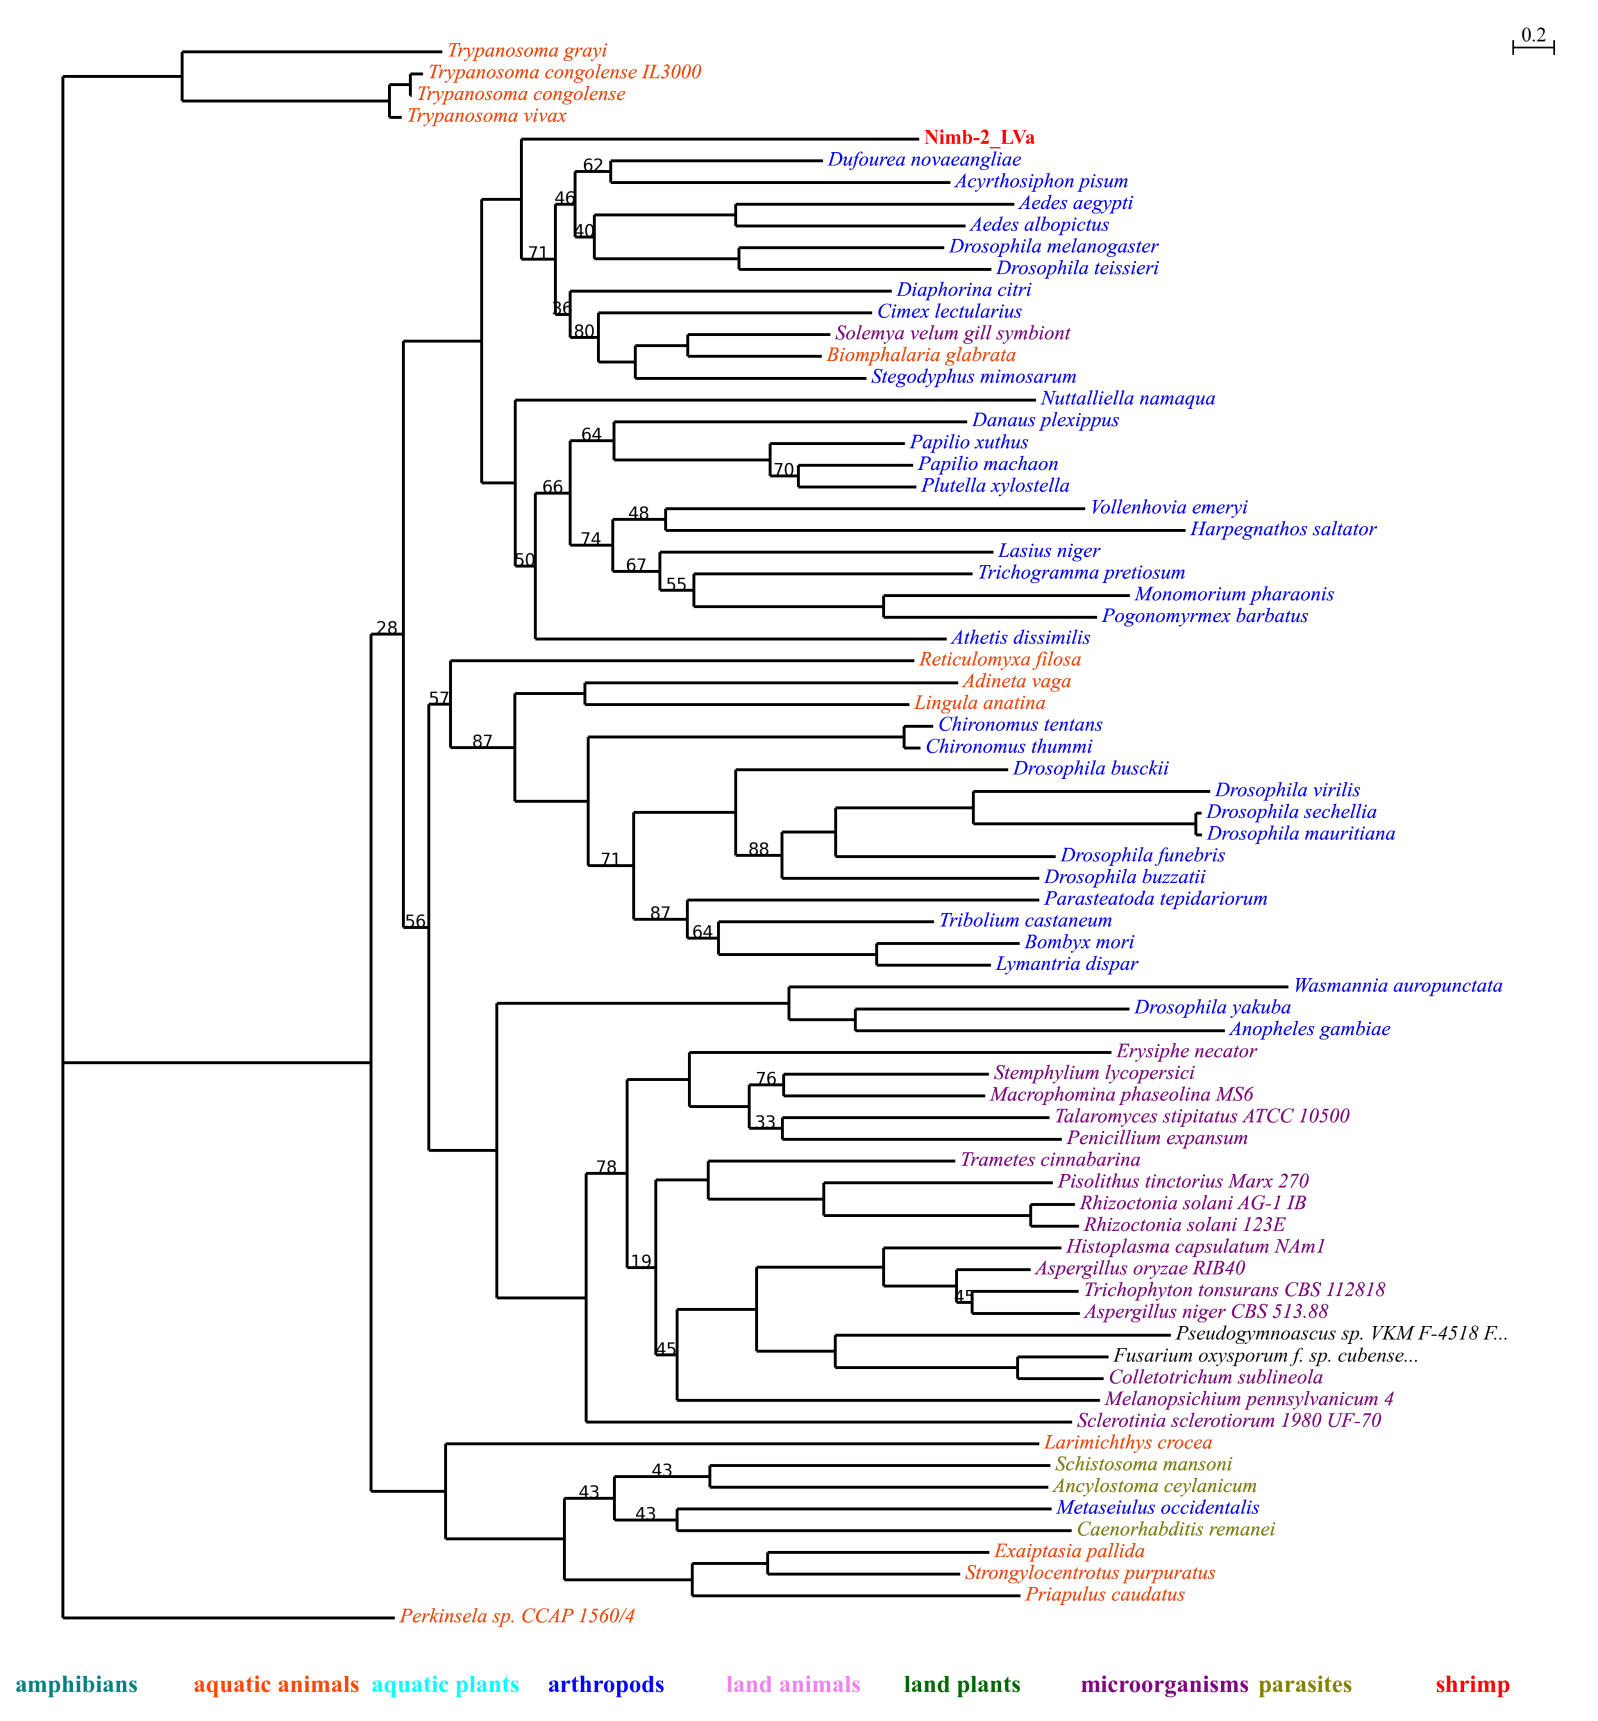 0.2
Trypanosoma grayi
Trypanosoma congolense IL3000
Trypanosoma congolense
Trypanosoma vivax
Nimb-2_LVa
Dufourea novaeangliae
62
Acyrthosiphon pisum
46
Aedes aegypti
Aedes albopictus
40
Drosophila melanogaster
71
Drosophila teissieri
Diaphorina citri
36
Cimex lectularius
80
Solemya velum gill symbiont
Biomphalaria glabrata
Stegodyphus mimosarum
Nuttalliella namaqua
Danaus plexippus
64
Papilio xuthus
Papilio machaon
70
Plutella xylostella
66
Vollenhovia emeryi
48
Harpegnathos saltator
74
Lasius niger
50
67
Trichogramma pretiosum
55
Monomorium pharaonis
Pogonomyrmex barbatus
28
Athetis dissimilis
Reticulomyxa filosa
Adineta vaga
57
Lingula anatina
Chironomus tentans
87
Chironomus thummi
Drosophila busckii
Drosophila virilis
Drosophila sechellia
Drosophila mauritiana
88
Drosophila funebris
71
Drosophila buzzatii
Parasteatoda tepidariorum
87
Tribolium castaneum
56
64
Bombyx mori
Lymantria dispar
Wasmannia auropunctata
Drosophila yakuba
Anopheles gambiae
Erysiphe necator
Stemphylium lycopersici
76
Macrophomina phaseolina MS6
Talaromyces stipitatus ATCC 10500
33
Penicillium expansum
Trametes cinnabarina
78
Pisolithus tinctorius Marx 270
Rhizoctonia solani AG-1 IB
Rhizoctonia solani 123E
Histoplasma capsulatum NAm1
19
Aspergillus oryzae RIB40
Trichophyton tonsurans CBS 112818
45
Aspergillus niger CBS 513.88
Pseudogymnoascus sp. VKM F-4518 F...
45
Fusarium oxysporum f. sp. cubense...
Colletotrichum sublineola
Melanopsichium pennsylvanicum 4
Sclerotinia sclerotiorum 1980 UF-70
Larimichthys crocea
Schistosoma mansoni
43
Ancylostoma ceylanicum
43
Metaseiulus occidentalis
43
Caenorhabditis remanei
Exaiptasia pallida
Strongylocentrotus purpuratus
Priapulus caudatus
Perkinsela sp. CCAP 1560/4
amphibians aquatic animals aquatic plants arthropods land animals land plants microorganisms parasites shrimp